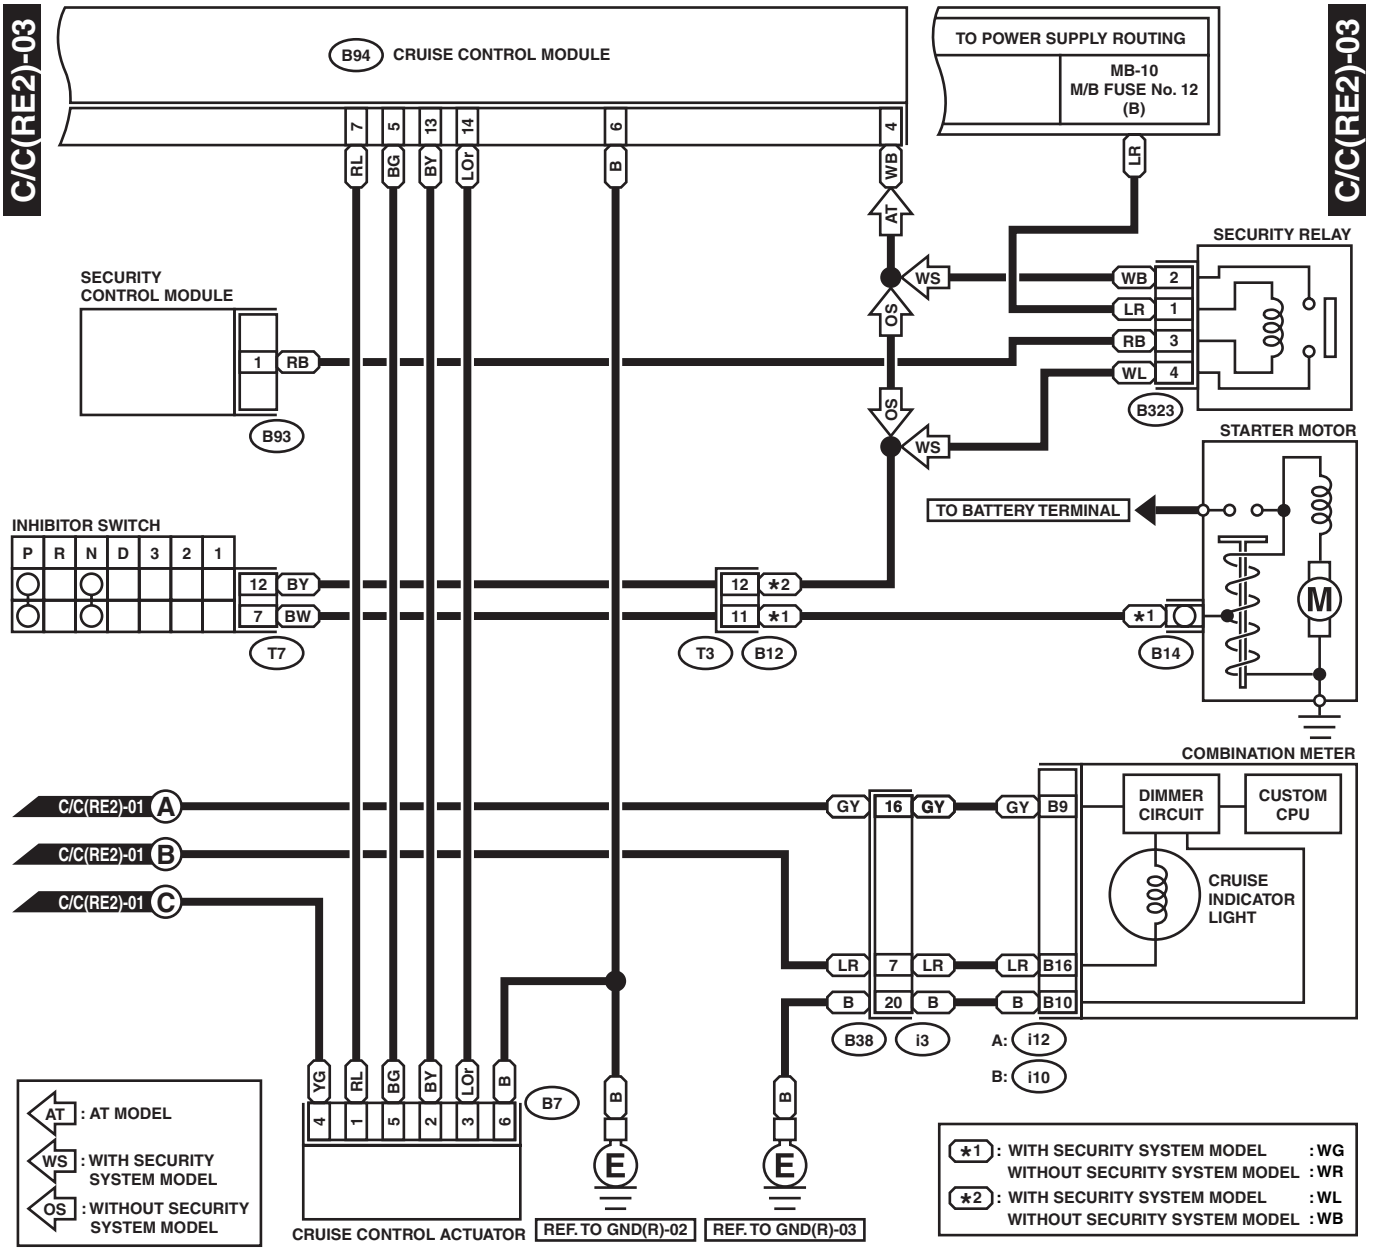 C/C(RE2)-03
C/C(RE2)-03
B94 CRUISE CONTROL MODULE
7 5 13 14 6 4
RL BG BY LOr B WB
TO POWER SUPPLY ROUTING
MB-10
M/B FUSE No. 12
(B)
LR
AT
WS
OS
OS
WS
SECURITY RELAY
WB 2
LR 1
RB 3
WL 4
B323
SECURITY
CONTROL MODULE
1 RB
B93
STARTER MOTOR
TO BATTERY TERMINAL
M
INHIBITOR SWITCH
P R N D 3 2 1
12 BY
7 BW
T7
12 *2
11 *1
T3 B12
*1
B14
COMBINATION METER
C/C(RE2)-01 A
C/C(RE2)-01 B
C/C(RE2)-01 C
GY 16 GY GY B9
DIMMER
CIRCUIT
CUSTOM
CPU
CRUISE
INDICATOR
LIGHT
LR 7 LR LR B16
B 20 B B B10
B38 i3
A: i12
B: i10
YG RL BG BY LOr B
4 1 5 2 3 6
B7
CRUISE CONTROL ACTUATOR
B
E
REF. TO GND(R)-02
B
E
REF. TO GND(R)-03
AT : AT MODEL
WS : WITH SECURITY
SYSTEM MODEL
OS : WITHOUT SECURITY
SYSTEM MODEL
*1 : WITH SECURITY SYSTEM MODEL : WG
WITHOUT SECURITY SYSTEM MODEL : WR
*2 : WITH SECURITY SYSTEM MODEL : WL
WITHOUT SECURITY SYSTEM MODEL : WB